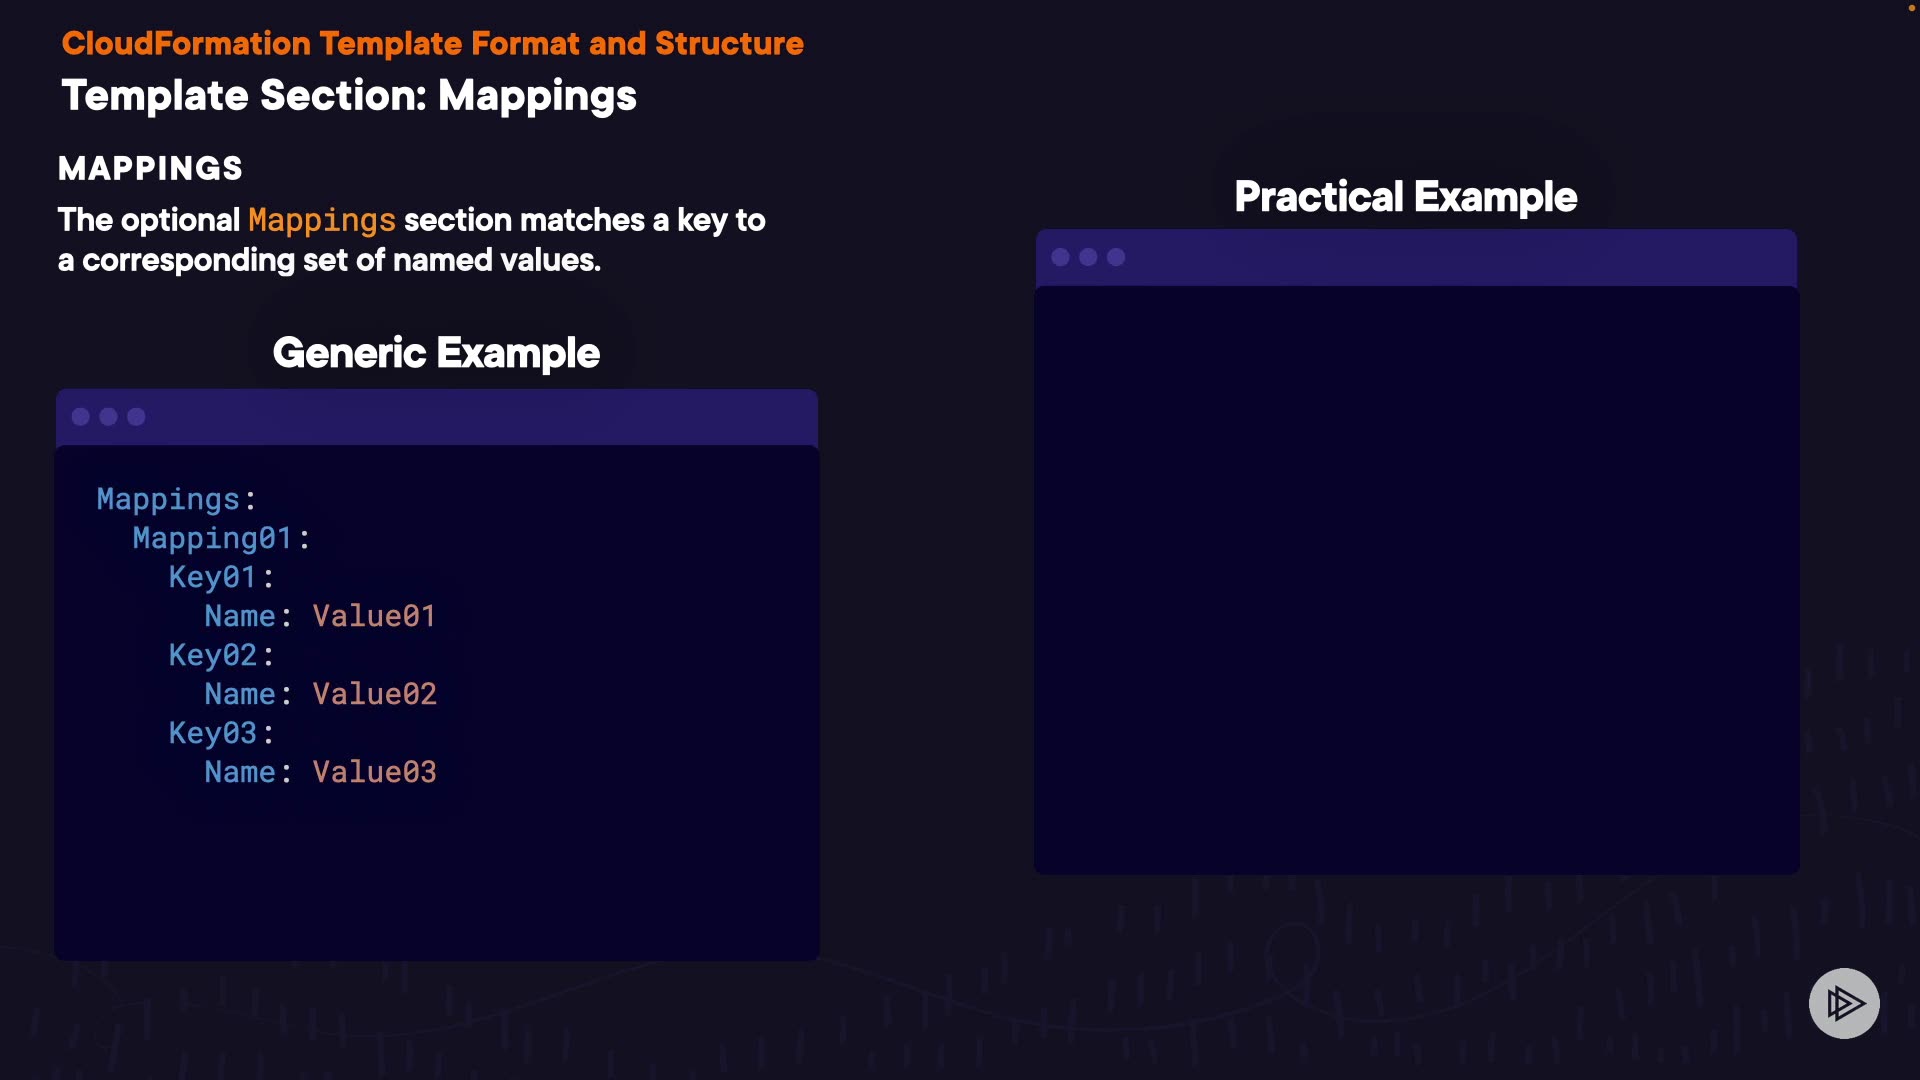 CloudFormation Template Format and Structure
Template Section: Mappings
MAPPINGS
The optional Mappings section matches a key to
a corresponding set of named values.
Generic Example
Mappings:
  Mapping01:
    Key01:
      Name: Value01
    Key02:
      Name: Value02
    Key03:
      Name: Value03
Practical Example